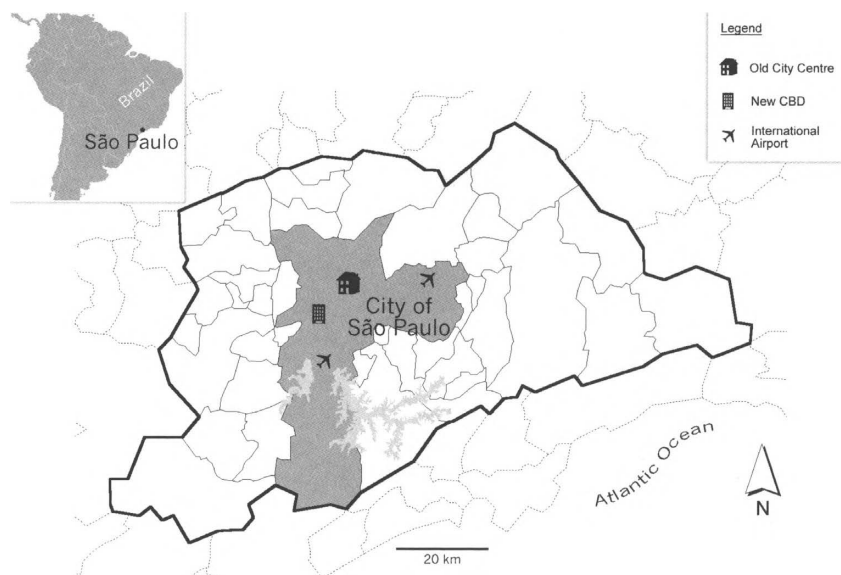 Brazil
São Paulo
Legend
Old City Centre
New CBD
International
Airport
City of
São Paulo
Atlantic Ocean
N
20 km